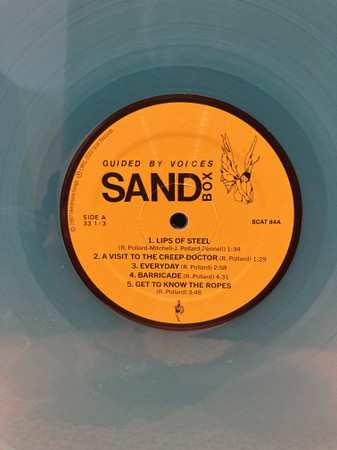 GUIDED BY VOICES
SAND BOX
SIDE A
33 1/3
SCAT 84A
1. LIPS OF STEEL
(R. Pollard-Mitchell-J. Pollard-Fennell) 1:34
2. A VISIT TO THE CREEP DOCTOR (R. Pollard) 1:29
3. EVERYDAY (R. Pollard) 2:58
4. BARRICADE (R. Pollard) 4:31
5. GET TO KNOW THE ROPES
(R. Pollard) 3:48